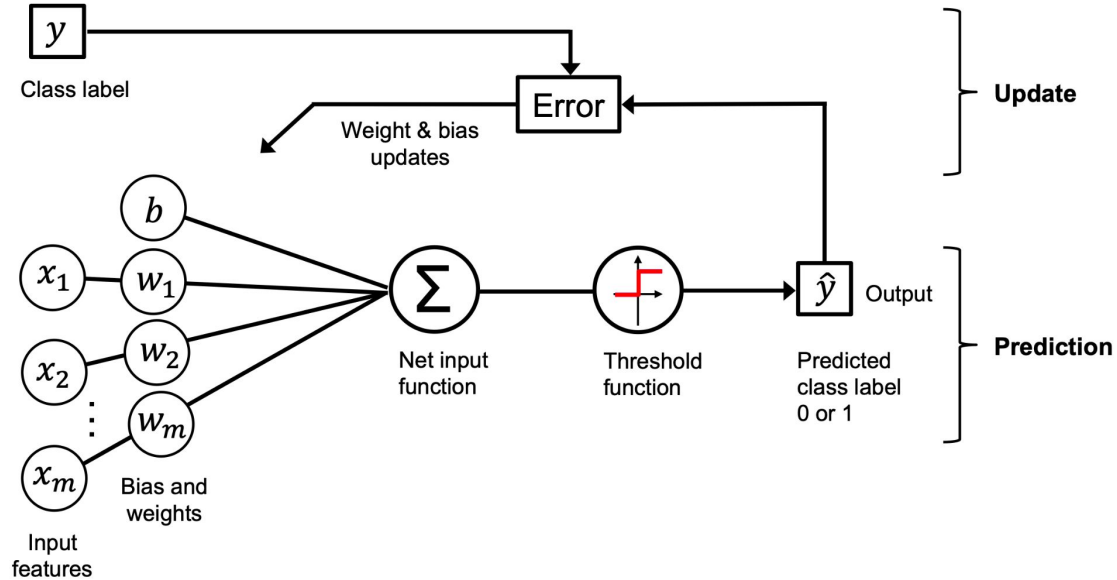 y
Class label
Error
Update
Weight & bias
updates
b
x₁
w₁
Σ
ŷ
Output
x₂
w₂
Net input
function
Threshold
function
Predicted
class label
0 or 1
Prediction
⋮
wₘ
xₘ
Bias and
weights
Input
features